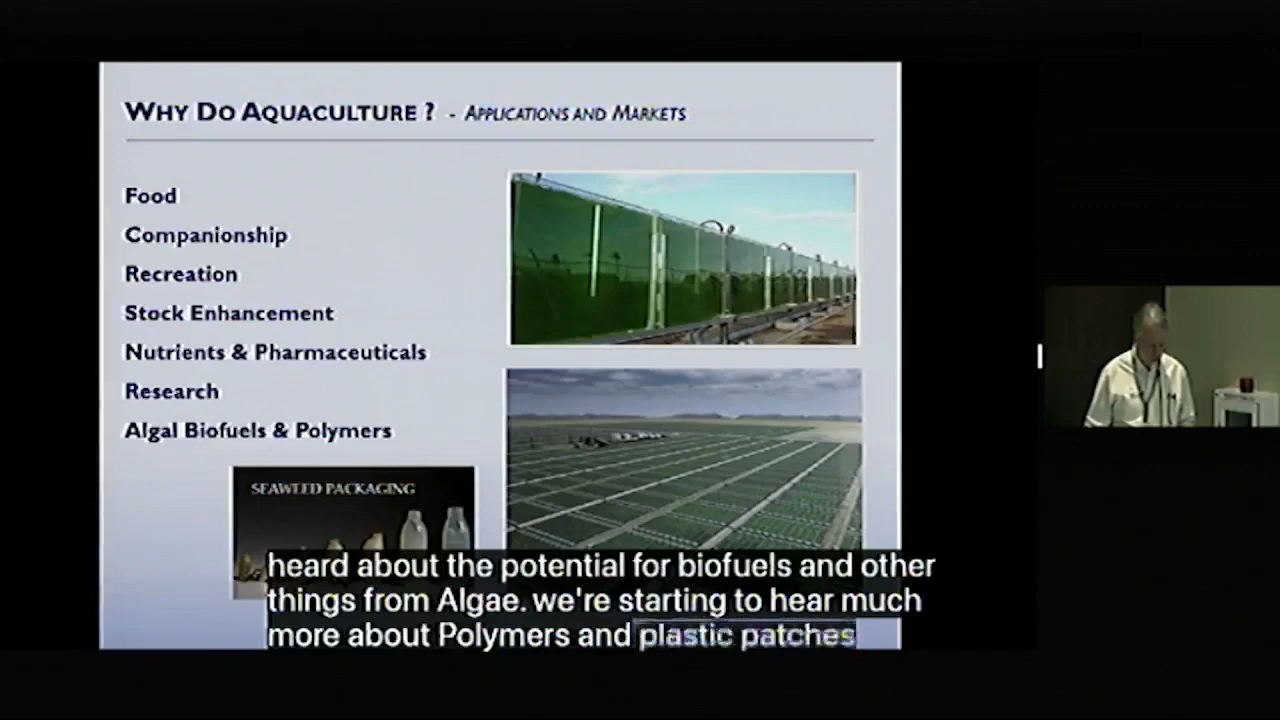 WHY DO AQUACULTURE ? - APPLICATIONS AND MARKETS
Food
Companionship
Recreation
Stock Enhancement
Nutrients & Pharmaceuticals
Research
Algal Biofuels & Polymers
SEAWEED PACKAGING
heard about the potential for biofuels and other
things from Algae. we're starting to hear much
more about Polymers and plastic patches